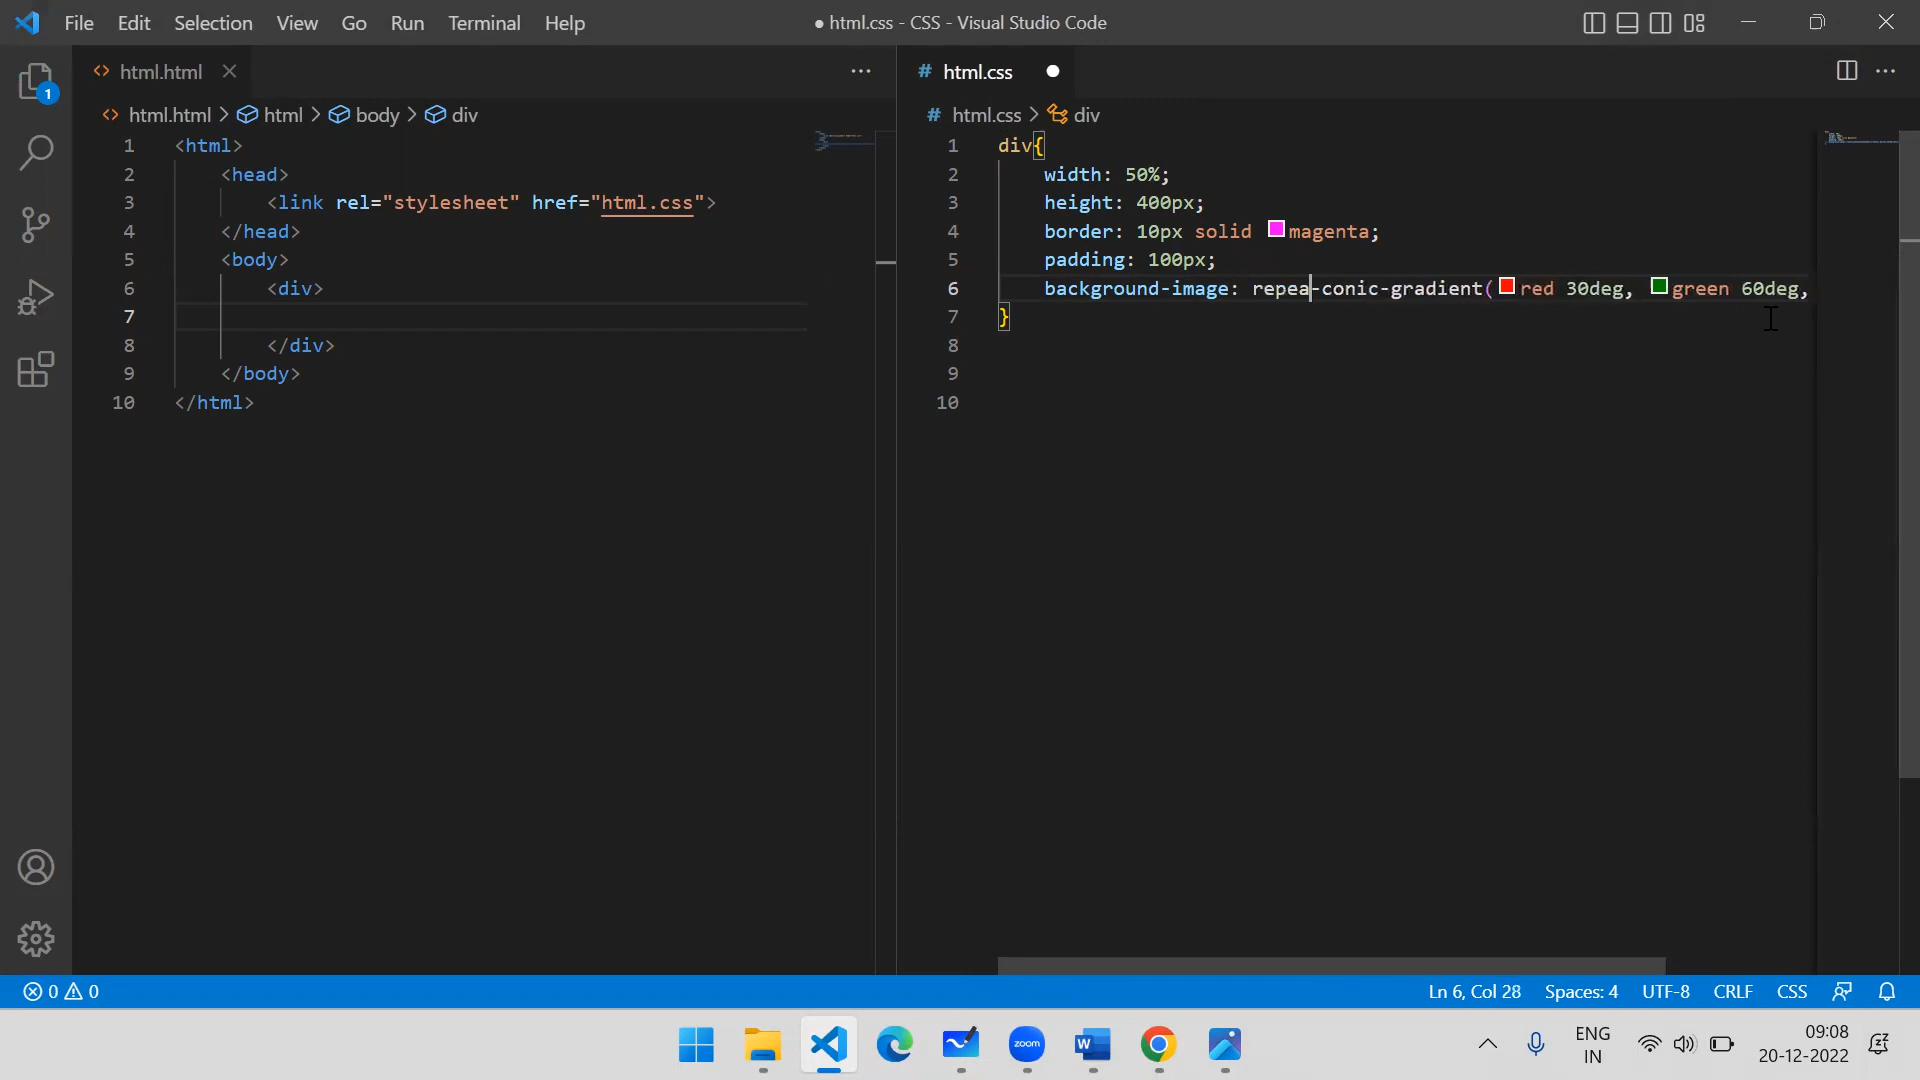 File Edit Selection View Go Run Terminal Help
● html.css - CSS - Visual Studio Code
html.html
html.html > html > body > div
1 <html>
2 <head>
3 <link rel="stylesheet" href="html.css">
4 </head>
5 <body>
6 <div>
7
8 </div>
9 </body>
10 </html>
# html.css
# html.css > div
1 div{
2 width: 50%;
3 height: 400px;
4 border: 10px solid magenta;
5 padding: 100px;
6 background-image: repea-conic-gradient(red 30deg, green 60deg,
7 }
8
9
10
1
0 0
Ln 6, Col 28 Spaces: 4 UTF-8 CRLF CSS
zoom
W
ENG
IN
09:08
20-12-2022